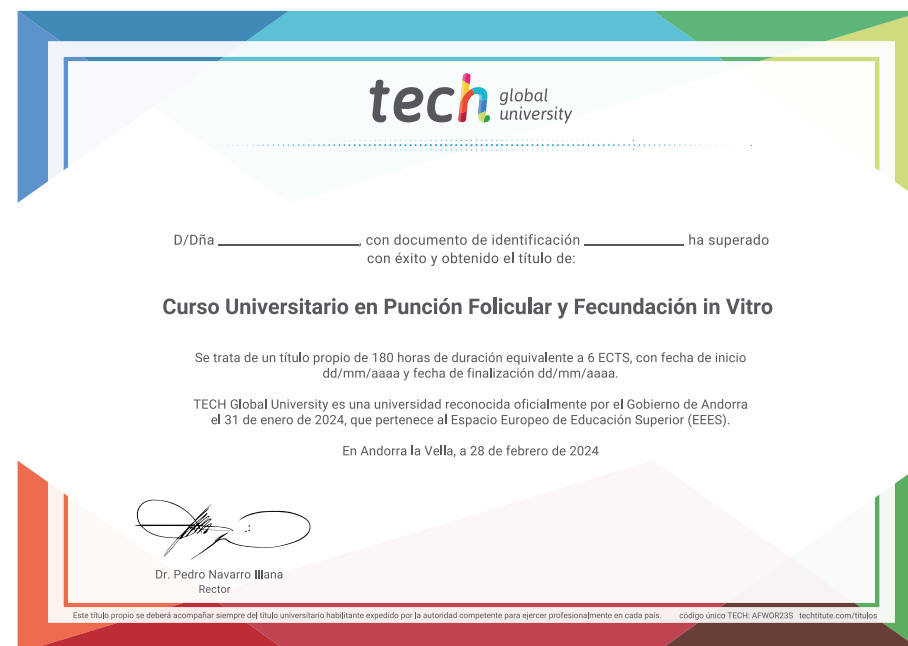 tech global
university
D/Dña ____________________, con documento de identificación ______________ ha superado
con éxito y obtenido el título de:
Curso Universitario en Punción Folicular y Fecundación in Vitro
Se trata de un título propio de 180 horas de duración equivalente a 6 ECTS, con fecha de inicio
dd/mm/aaaa y fecha de finalización dd/mm/aaaa.
TECH Global University es una universidad reconocida oficialmente por el Gobierno de Andorra
el 31 de enero de 2024, que pertenece al Espacio Europeo de Educación Superior (EEES).
En Andorra la Vella, a 28 de febrero de 2024
Dr. Pedro Navarro Illana
Rector
Este título propio se deberá acompañar siempre del título universitario habilitante expedido por la autoridad competente para ejercer profesionalmente en cada país. código único TECH: AFWOR23S techtitute.com/titulos